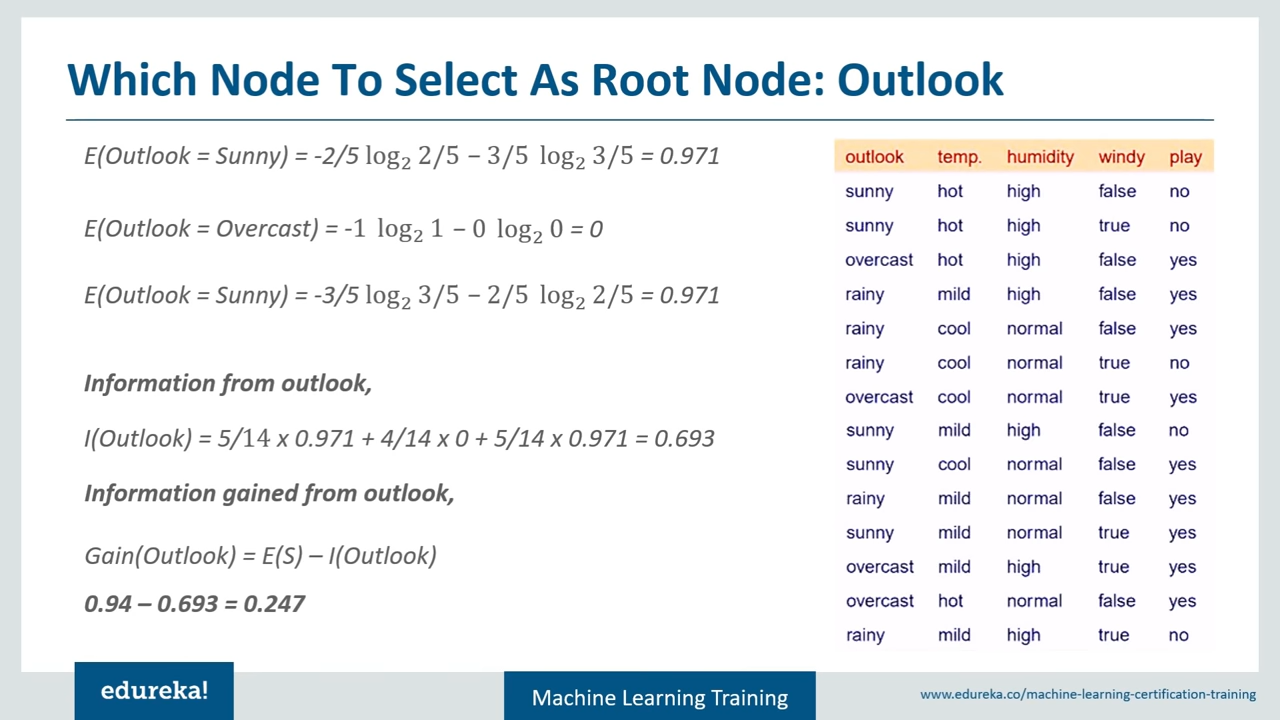 Which Node To Select As Root Node: Outlook
E(Outlook = Sunny) = -2/5 log₂ 2/5 − 3/5 log₂ 3/5 = 0.971
E(Outlook = Overcast) = -1 log₂ 1 − 0 log₂ 0 = 0
E(Outlook = Sunny) = -3/5 log₂ 3/5 − 2/5 log₂ 2/5 = 0.971
Information from outlook,
I(Outlook) = 5/14 x 0.971 + 4/14 x 0 + 5/14 x 0.971 = 0.693
Information gained from outlook,
Gain(Outlook) = E(S) – I(Outlook)
0.94 – 0.693 = 0.247
outlook temp. humidity windy play
sunny hot high false no
sunny hot high true no
overcast hot high false yes
rainy mild high false yes
rainy cool normal false yes
rainy cool normal true no
overcast cool normal true yes
sunny mild high false no
sunny cool normal false yes
rainy mild normal false yes
sunny mild normal true yes
overcast mild high true yes
overcast hot normal false yes
rainy mild high true no
edureka!
Machine Learning Training
www.edureka.co/machine-learning-certification-training